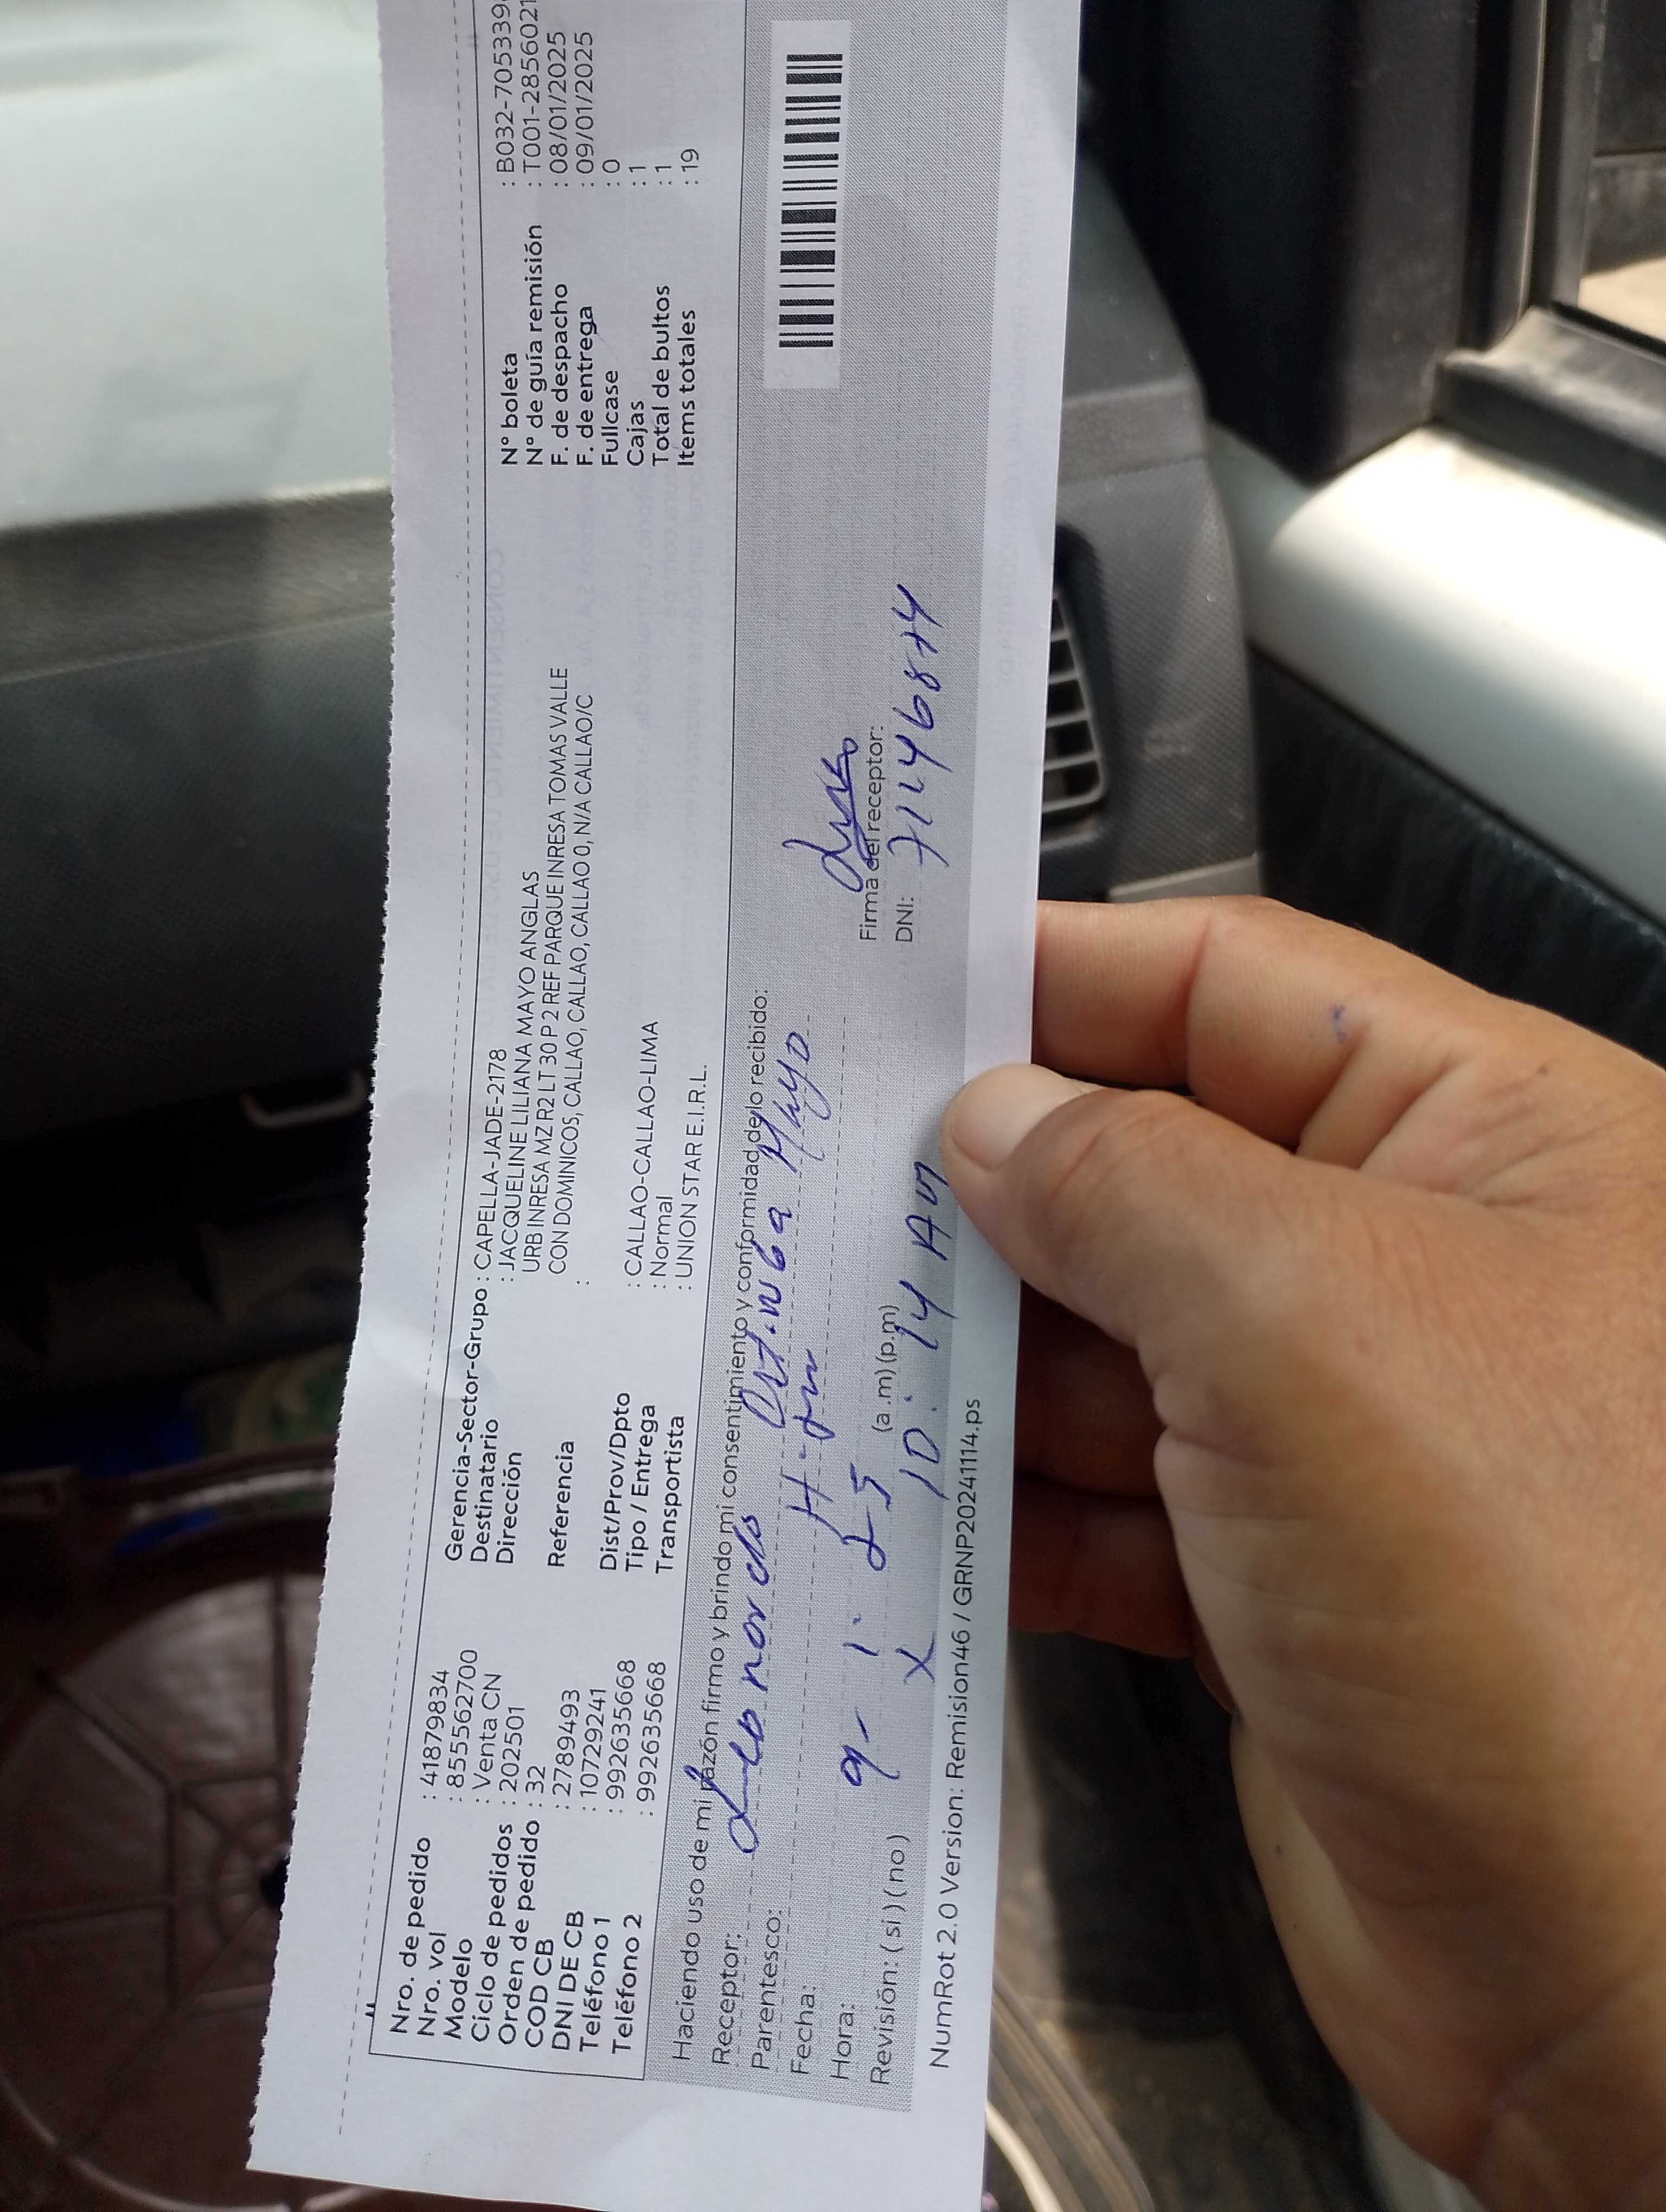 Nro. de pedido : 41879834
Nro. vol : 8555562700
Modelo : Venta CN
Ciclo de pedidos : 202501
Orden de pedido : 32
COD CB : 2789493
DNI DE CB : 10729241
Teléfono 1 : 992635668
Teléfono 2 : 992635668
Gerencia-Sector-Grupo : CAPELLA-JADE-2178
Destinatario : JACQUELINE LILIANA MAYO ANGLAS
Dirección URB INRESA MZ R2 LT 30 P 2 REF PARQUE INRESA TOMAS VALLE
CON DOMINICOS, CALLAO, CALLAO, CALLAO 0, N/A CALLAO/C
Referencia :
Dist/Prov/Dpto : CALLAO-CALLAO-LIMA
Tipo / Entrega : Normal
Transportista : UNION STAR E.I.R.L.
N° boleta : B032-705339
N° de guía remisión : T001-2856021
F. de despacho : 08/01/2025
F. de entrega : 09/01/2025
Fullcase : 0
Cajas : 1
Total de bultos : 1
Items totales : 19
Haciendo uso de mi razón firmo y brindo mi consentimiento y conformidad de lo recibido:
Receptor: Mayo
Parentesco:
Fecha: 9- 1. 25
Hora: (a.m) (p.m) 10:14 AM
Revisión: (si) (no) X
Firma del receptor:
DNI: 71146874
NumRot 2.0 Version: Remision46 / GRNP20241114.ps